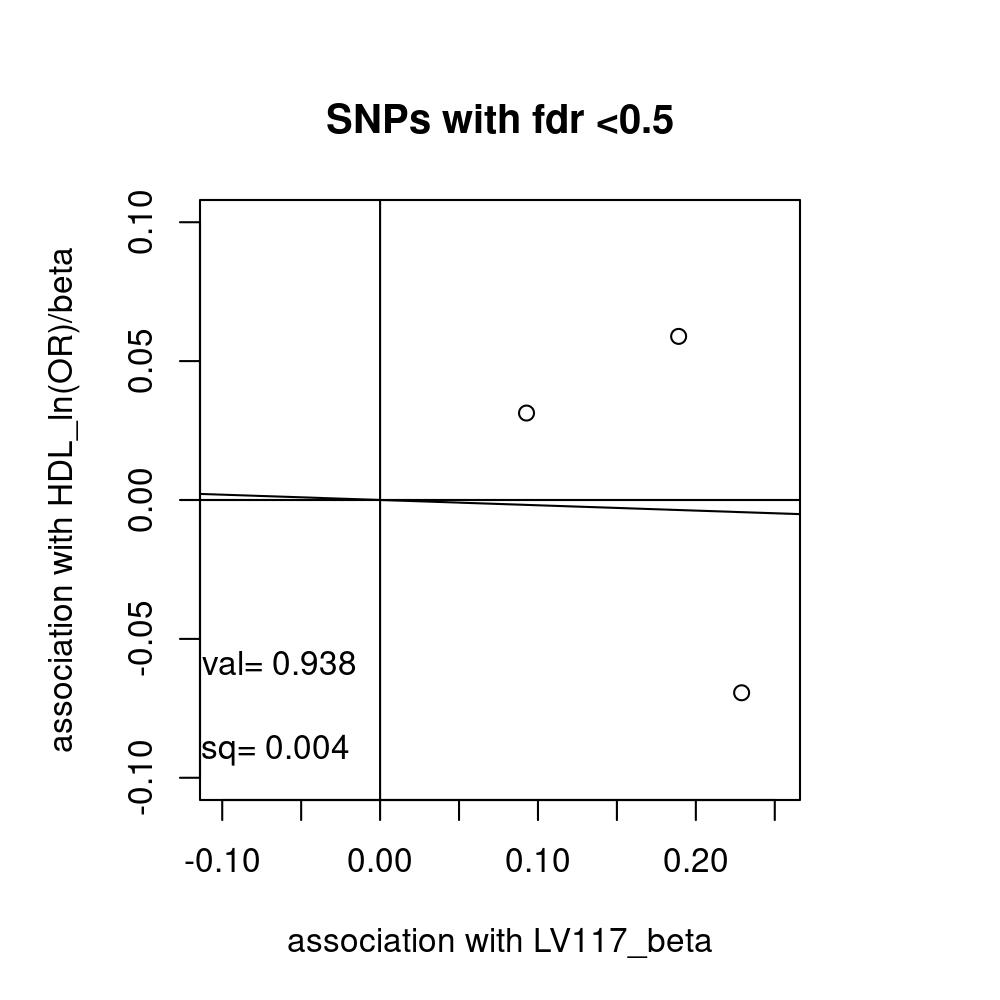 SNPs with fdr <0.5
association with HDL_ln(OR)/beta
0.10
0.05
0.00
-0.05
-0.10
val= 0.938
sq= 0.004
-0.10 0.00 0.10 0.20
association with LV117_beta